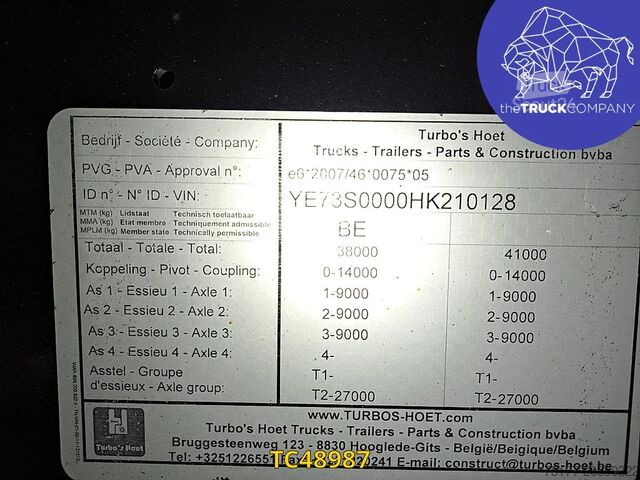 theTRUCKCOMPANY
Turbo's Hoet
Bedrijf - Société - Company: Trucks - Trailers - Parts & Construction bvba
PVG - PVA - Approval n°: e6*2007/46*0075*05
ID n° - N° ID - VIN: YE73S0000HK210128
MTM (kg) Lidstaat Technisch toelaatbaar
MMA (kg) Etat membre Techniquement admissible BE
MPLM (kg) Member state Technically permissible
Totaal - Totale - Total: 38000 41000
Koppeling - Pivot - Coupling: 0-14000 0-14000
As 1 - Essieu 1 - Axle 1: 1-9000 1-9000
As 2 - Essieu 2 - Axle 2: 2-9000 2-9000
As 3 - Essieu 3 - Axle 3: 3-9000 3-9000
As 4 - Essieu 4 - Axle 4: 4- 4-
Asstel - Groupe T1- T1-
d'essieux - Axle group: T2-27000 T2-27000
Turbo's Hoet
www.TURBOS-HOET.com
Turbo's Hoet Trucks - Trailers - Parts & Construction bvba
Bruggesteenweg 123 - 8830 Hooglede-Gits - België/Belgique/Belgium
Tel: +3251226551 20241 E-mail: construct@turbos-hoet.be
TC48987